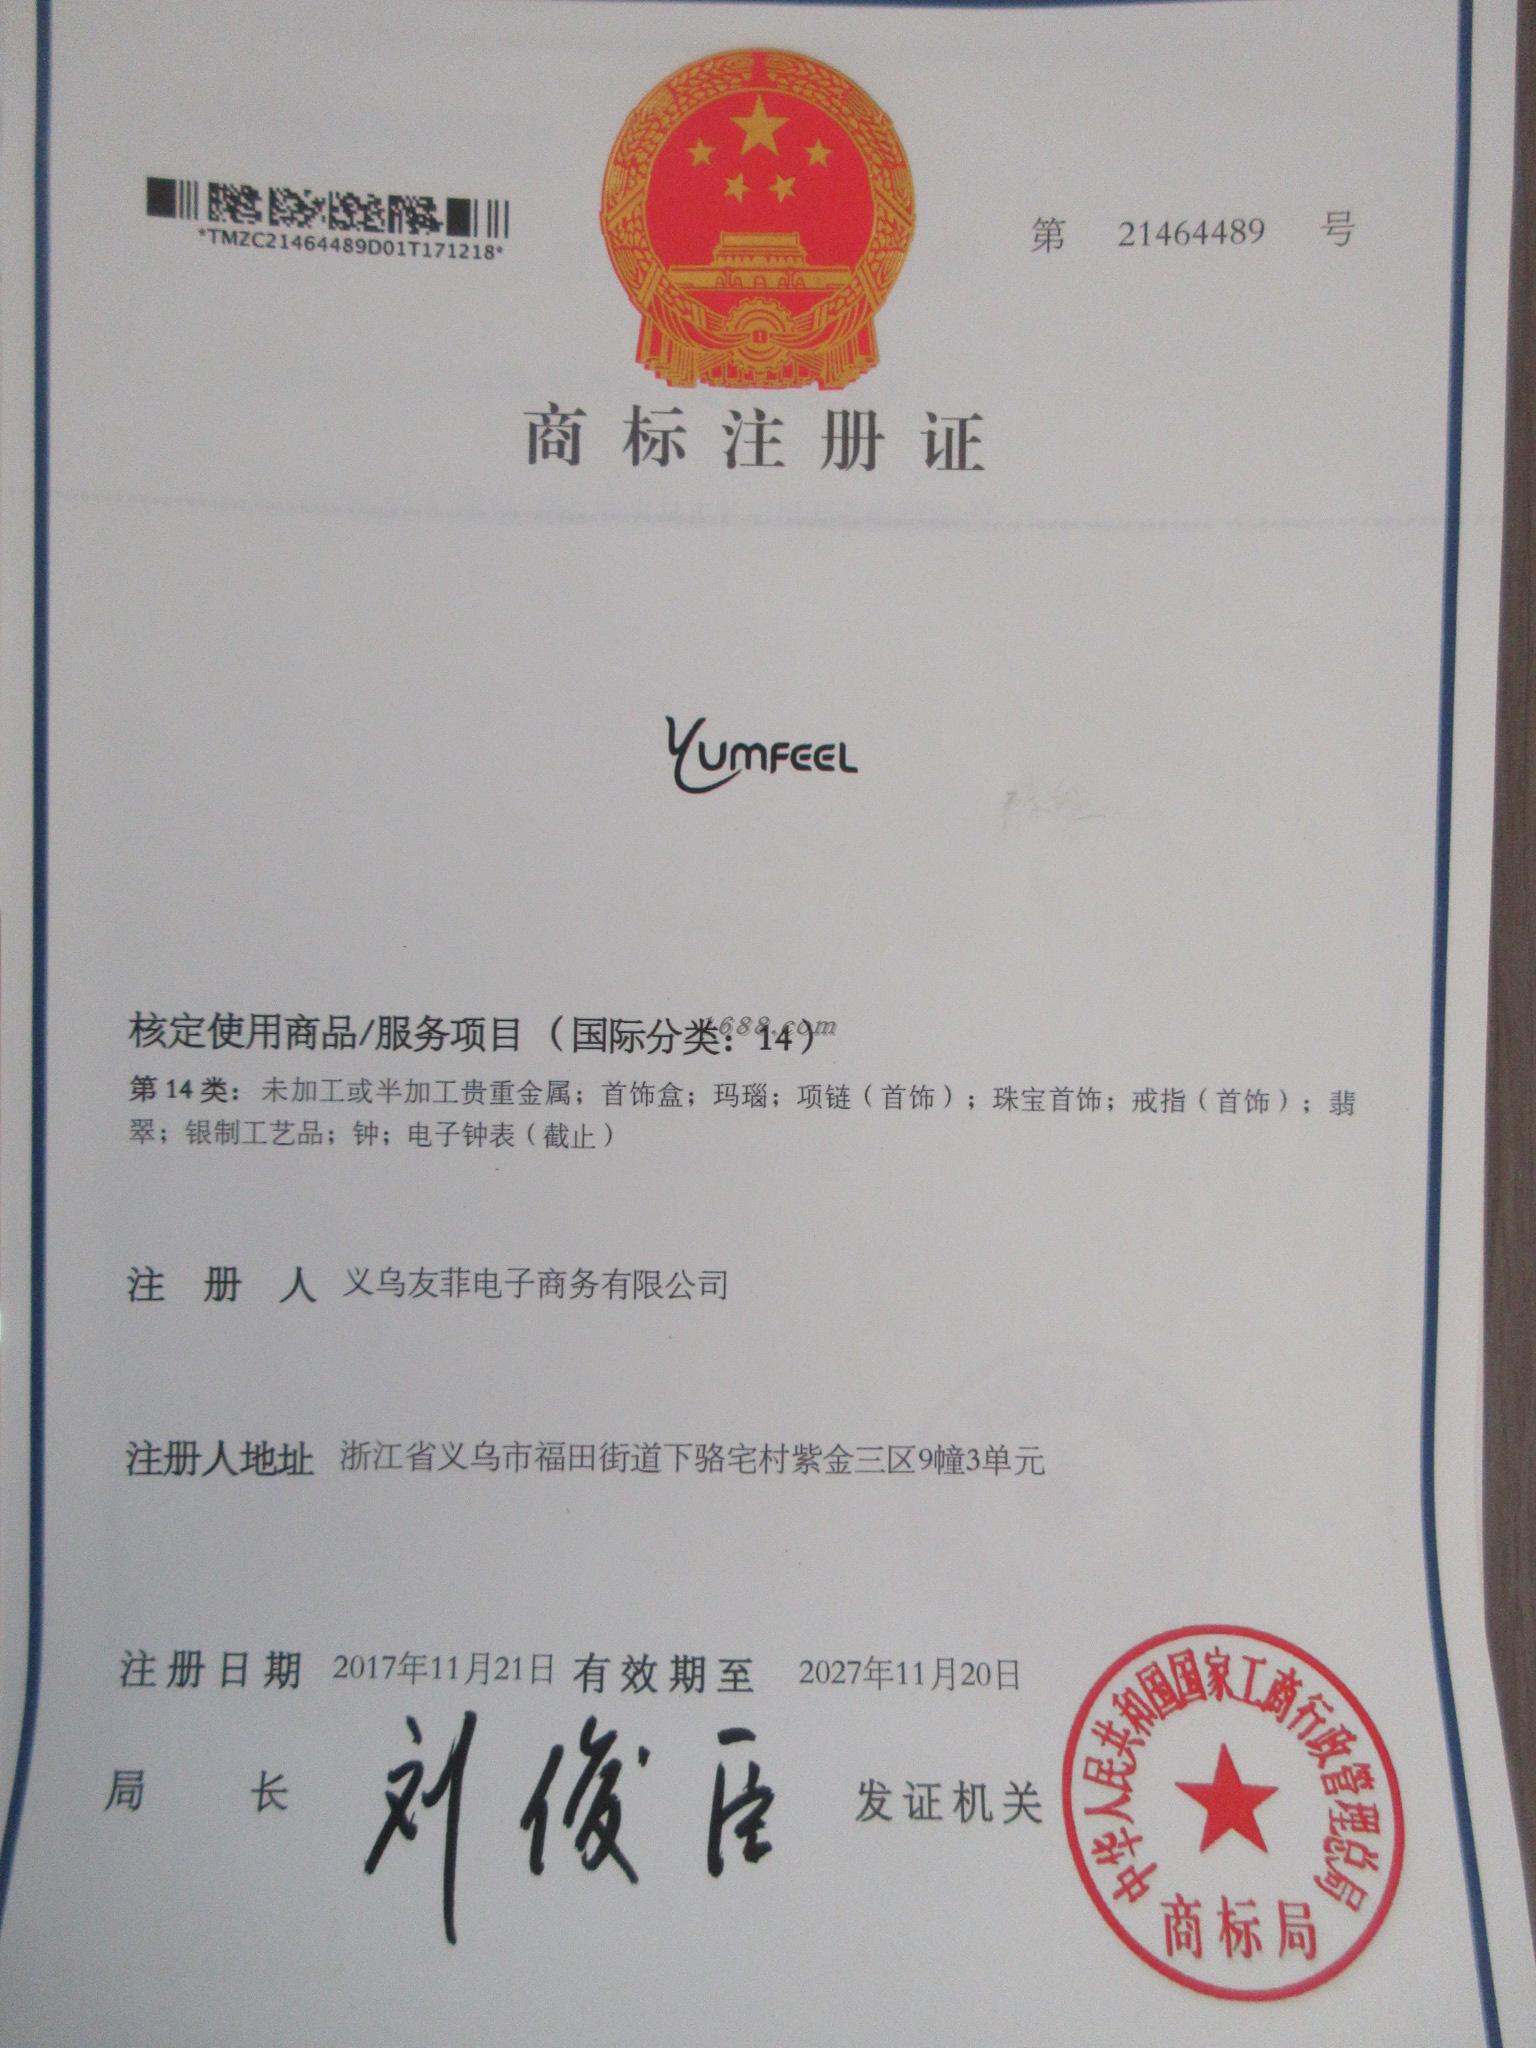 *TMZC21464489D01T171218*
第 21464489 号
商标注册证
YUMFEEL
核定使用商品/服务项目（国际分类：14）
1688.com
第14类：未加工或半加工贵重金属；首饰盒；玛瑙；项链（首饰）；珠宝首饰；戒指（首饰）；翡
翠；银制工艺品；钟；电子钟表（截止）
注册人 义乌友菲电子商务有限公司
注册人地址 浙江省义乌市福田街道下骆宅村紫金三区9幢3单元
注册日期 2017年11月21日 有效期至 2027年11月20日
局长 刘俊臣 发证机关
中华人民共和国国家工商行政管理总局
商标局